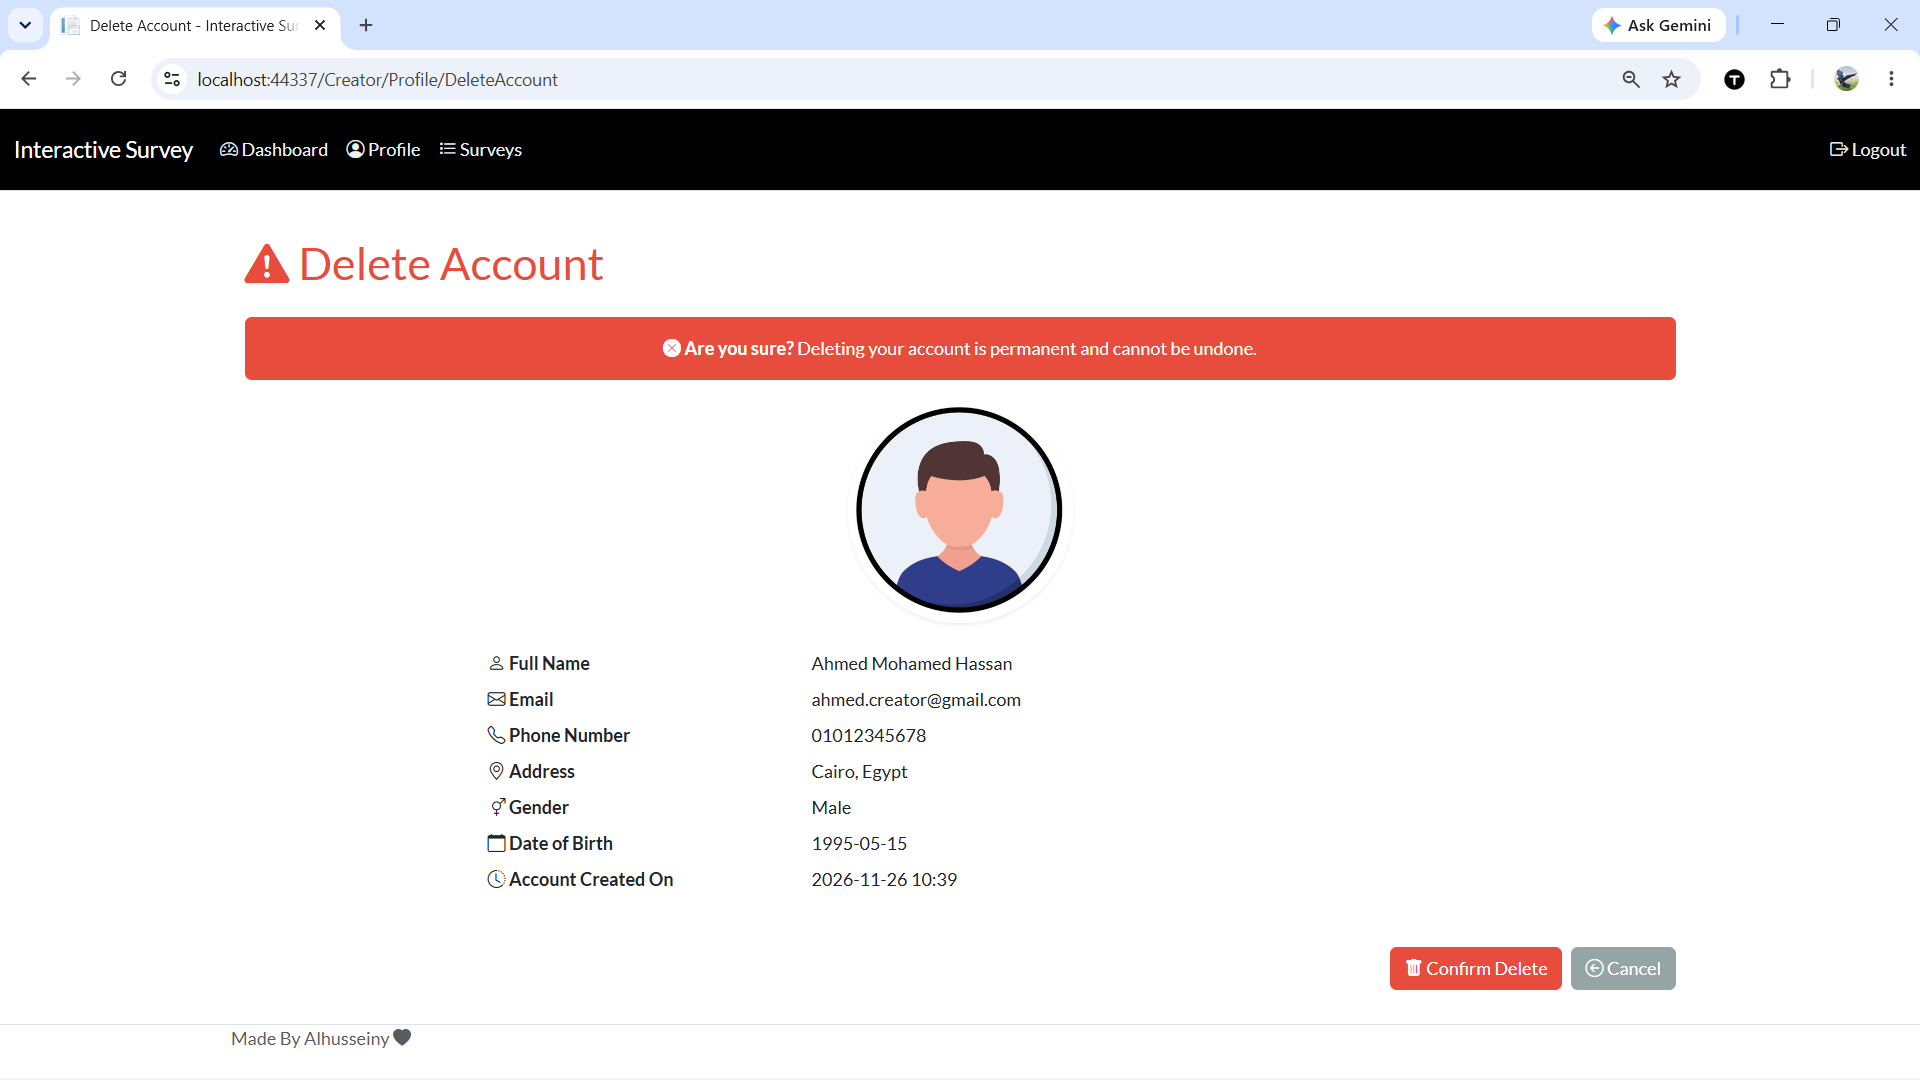 Delete Account - Interactive Su
Ask Gemini
localhost:44337/Creator/Profile/DeleteAccount
Interactive Survey Dashboard Profile Surveys Logout
Delete Account
Are you sure? Deleting your account is permanent and cannot be undone.
Full Name Ahmed Mohamed Hassan
Email ahmed.creator@gmail.com
Phone Number 01012345678
Address Cairo, Egypt
Gender Male
Date of Birth 1995-05-15
Account Created On 2026-11-26 10:39
Confirm Delete Cancel
Made By Alhusseiny